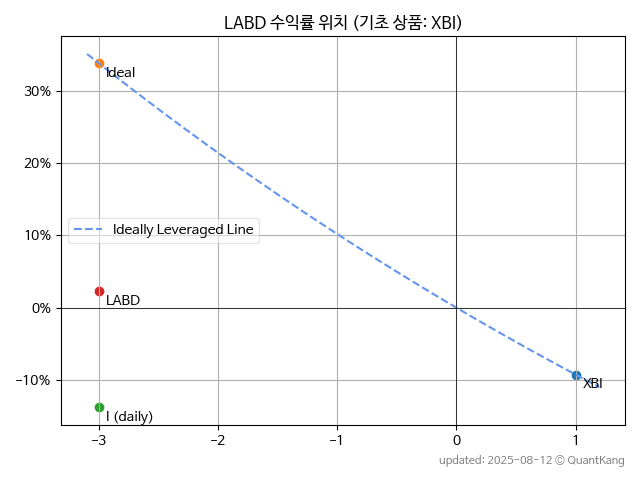 LABD 수익률 위치 (기초 상품: XBI)
30%
20%
10%
0%
−10%
Ideal
Ideally Leveraged Line
LABD
XBI
I (daily)
−3
−2
−1
0
1
updated: 2025-08-12 © QuantKang